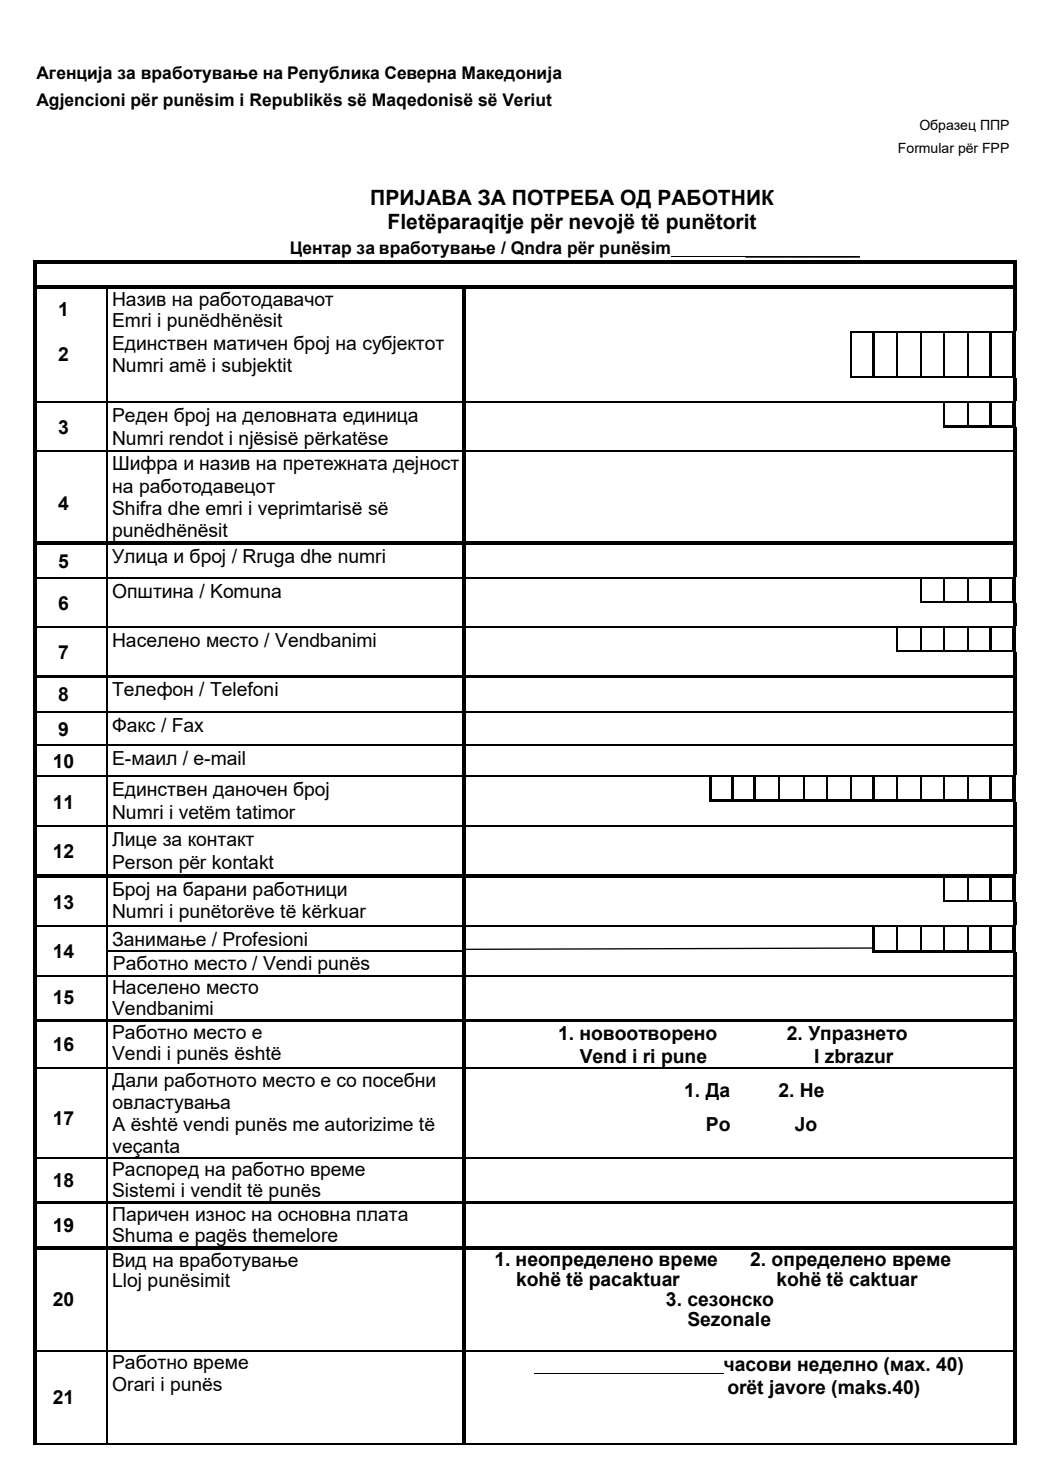 Агенција за вработување на Република Северна Македонија
Agjencioni për punësim i Republikës së Maqedonisë së Veriut
Образец ППР
Formular për FPP
ПРИЈАВА ЗА ПОТРЕБА ОД РАБОТНИК
Fletëparaqitje për nevojë të punëtorit
Центар за вработување / Qndra për punësim
1
Назив на работодавачот
Emri i punëdhënësit
2
Единствен матичен број на субјектот
Numri amë i subjektit
3
Реден број на деловната единица
Numri rendot i njësisë përkatëse
4
Шифра и назив на претежната дејност
на работодавецот
Shifra dhe emri i veprimtarisë së
punëdhënësit
5
Улица и број / Rruga dhe numri
6
Општина / Komuna
7
Населено место / Vendbanimi
8
Телефон / Telefoni
9
Факс / Fax
10
Е-маил / e-mail
11
Единствен даночен број
Numri i vetëm tatimor
12
Лице за контакт
Person për kontakt
13
Број на барани работници
Numri i punëtorëve të kërkuar
14
Занимање / Profesioni
Работно место / Vendi punës
15
Населено место
Vendbanimi
16
Работно место е
Vendi i punës është
1. новоотворено 2. Упразнето
Vend i ri pune I zbrazur
17
Дали работното место е со посебни
овластувања
A është vendi punës me autorizime të
veçanta
1. Да 2. Не
Po Jo
18
Распоред на работно време
Sistemi i vendit të punës
19
Паричен износ на основна плата
Shuma e pagës themelore
20
Вид на вработување
Lloj punësimit
1. неопределено време 2. определено време
kohë të pacaktuar kohë të caktuar
3. сезонско
Sezonale
21
Работно време
Orari i punës
часови неделно (мах. 40)
orët javore (maks.40)